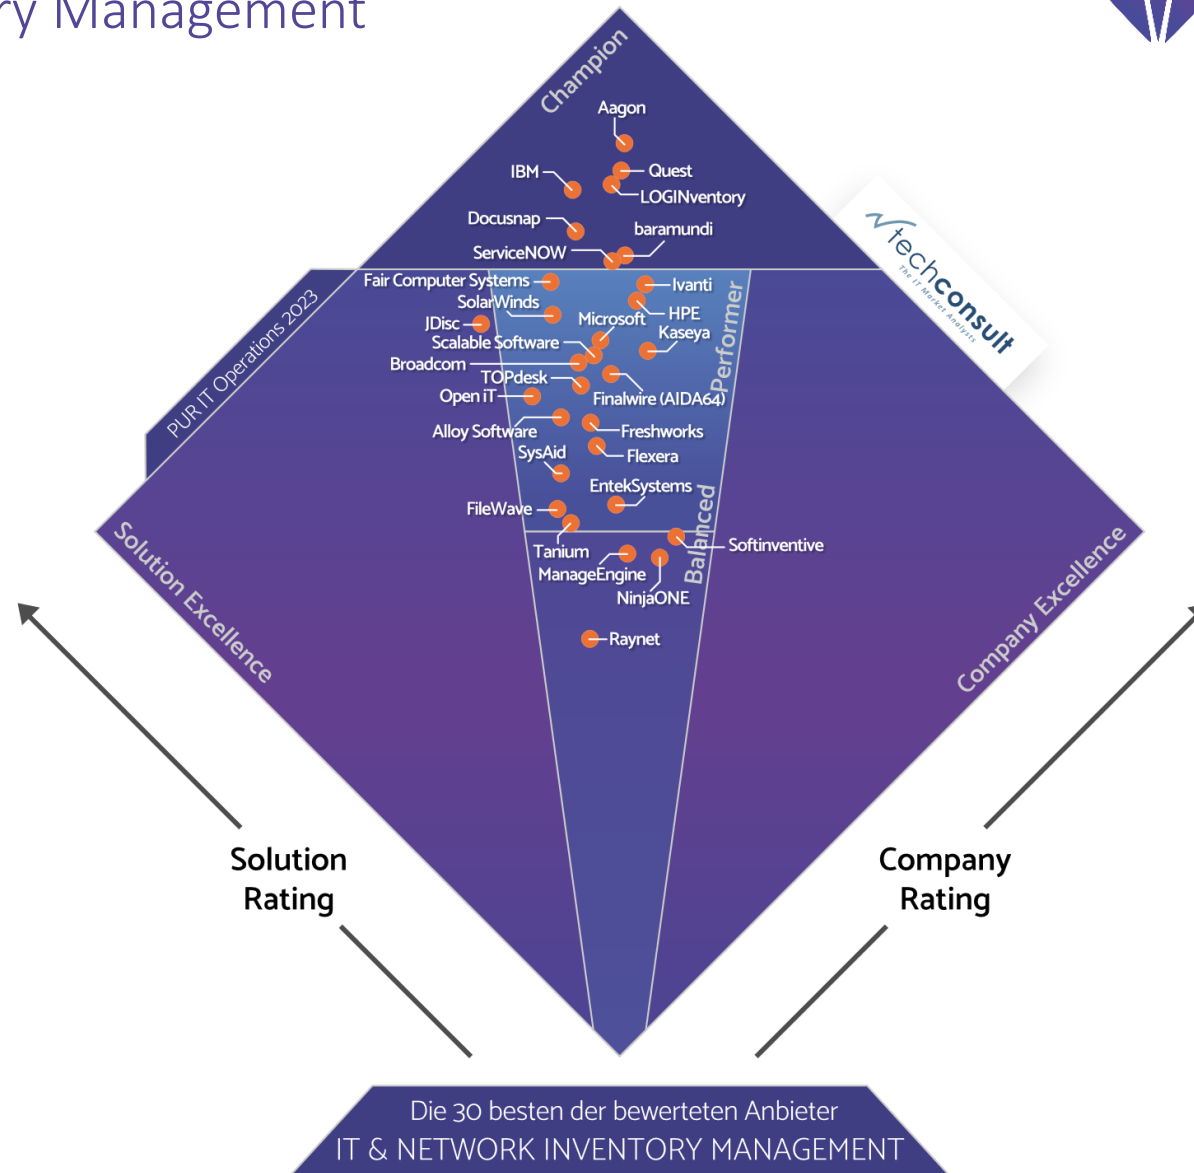 ry Management
Champion
Aagon
IBM
Quest
LOGINventory
Docusnap
baramundi
ServiceNOW
techconsult
The IT Market Analysts
PUR IT Operations 2023
Fair Computer Systems
Ivanti
SolarWinds
HPE
JDisc
Microsoft
Kaseya
Scalable Software
Performer
Broadcom
TOPdesk
Open iT
Finalwire (AIDA64)
Alloy Software
Freshworks
SysAid
Flexera
EntekSystems
FileWave
Balanced
Tanium
Softinventive
ManageEngine
NinjaONE
Raynet
Solution Excellence
Company Excellence
Solution
Rating
Company
Rating
Die 30 besten der bewerteten Anbieter
IT & NETWORK INVENTORY MANAGEMENT